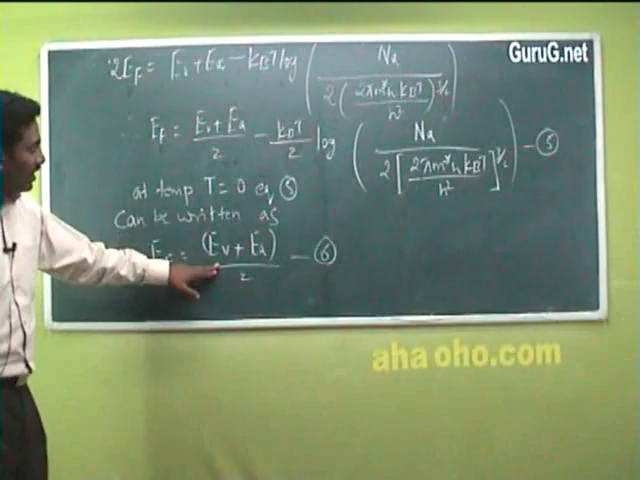 GuruG.net
2E_F = E_v + E_a - k_BT log ( N_a / 2 ( 2πm*_h k_BT / h² )^3/2 )
∴ E_F = E_v + E_a / 2 - k_BT / 2 log ( N_a / 2 [ 2πm*_h k_BT / h² ]^3/2 ) — ⑤
at temp T = 0 eq ⑤
Can be written as
E_F = (E_v + E_a) / 2 — ⑥
ahaoho.com